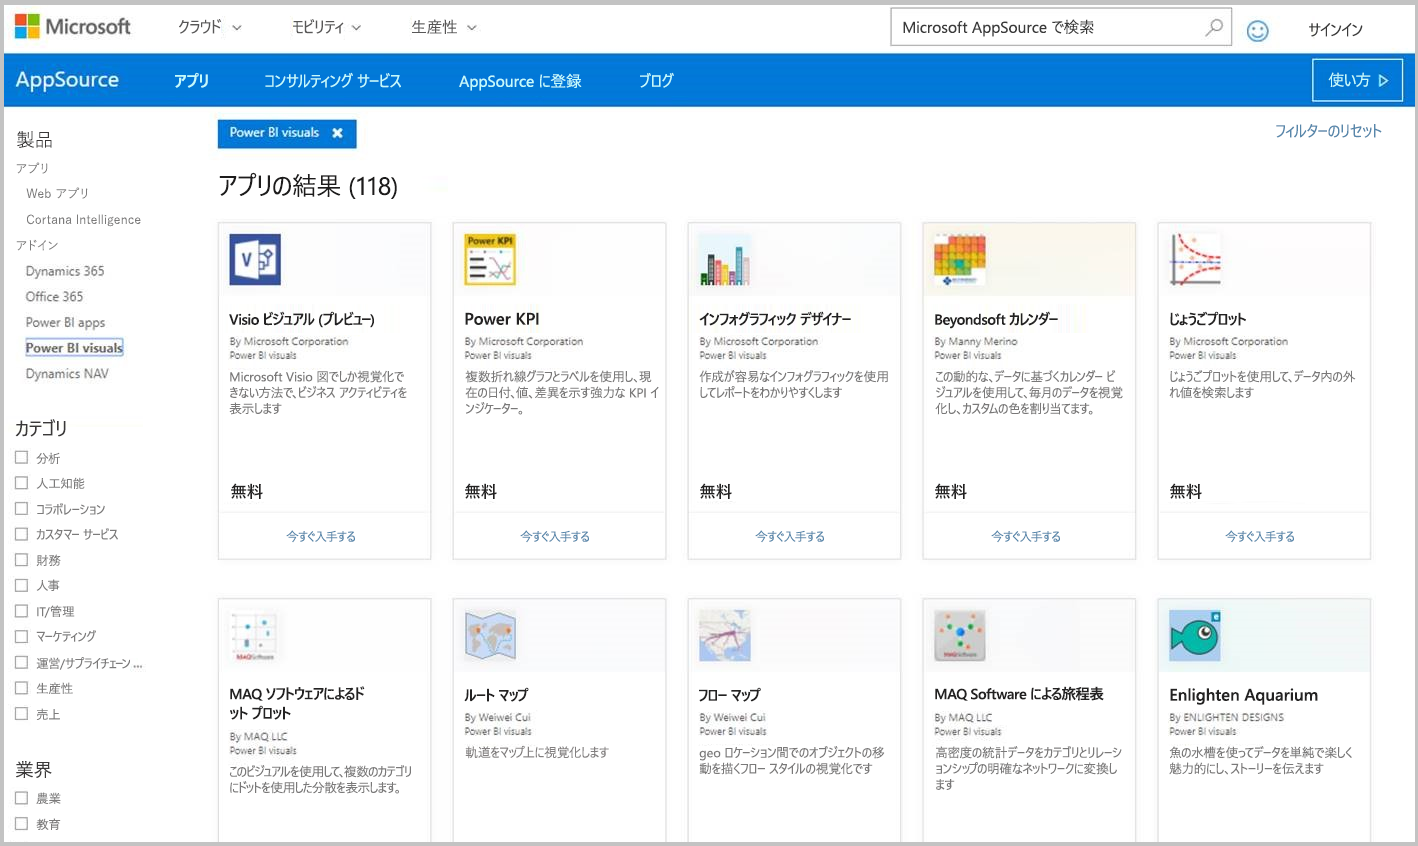 Microsoft クラウド モビリティ 生産性 Microsoft AppSource で検索 サインイン
AppSource アプリ コンサルティング サービス AppSource に登録 ブログ 使い方
製品
アプリ
Web アプリ
Cortana Intelligence
アドイン
Dynamics 365
Office 365
Power BI apps
Power BI visuals
Dynamics NAV
カテゴリ
分析
人工知能
コラボレーション
カスタマー サービス
財務
人事
IT/管理
マーケティング
運営/サプライチェーン ...
生産性
売上
業界
農業
教育
Power BI visuals
フィルターのリセット
アプリの結果 (118)
Visio ビジュアル (プレビュー)
By Microsoft Corporation
Power BI visuals
Microsoft Visio 図でしか視覚化で
きない方法で、ビジネス アクティビティを
表示します
無料
今すぐ入手する
Power KPI
Power KPI
By Microsoft Corporation
Power BI visuals
複数折れ線グラフとラベルを使用し、現
在の日付、値、差異を示す強力な KPI イ
ンジケーター。
無料
今すぐ入手する
インフォグラフィック デザイナー
By Microsoft Corporation
Power BI visuals
作成が容易なインフォグラフィックを使用
してレポートをわかりやすくします
無料
今すぐ入手する
Beyondsoft カレンダー
By Manny Merino
Power BI visuals
この動的な、データに基づくカレンダー ビ
ジュアルを使用して、毎月のデータを視覚
化し、カスタムの色を割り当てます。
無料
今すぐ入手する
じょうごプロット
By Microsoft Corporation
Power BI visuals
じょうごプロットを使用して、データ内の外
れ値を検索します
無料
今すぐ入手する
MAQSoftware
MAQ ソフトウェアによるド
ット プロット
By MAQ LLC
Power BI visuals
このビジュアルを使用して、複数のカテゴリ
にドットを使用した分散を表示します。
ルート マップ
By Weiwei Cui
Power BI visuals
軌道をマップ上に視覚化します
フロー マップ
By Weiwei Cui
Power BI visuals
geo ロケーション間でのオブジェクトの移
動を描くフロー スタイルの視覚化です
MAQSoftware
MAQ Software による旅程表
By MAQ LLC
Power BI visuals
高密度の統計データをカテゴリとリレーシ
ョンシップの明確なネットワークに変換し
ます
Enlighten Aquarium
By ENLIGHTEN DESIGNS
Power BI visuals
魚の水槽を使ってデータを単純で楽しく
魅力的にし、ストーリーを伝えます